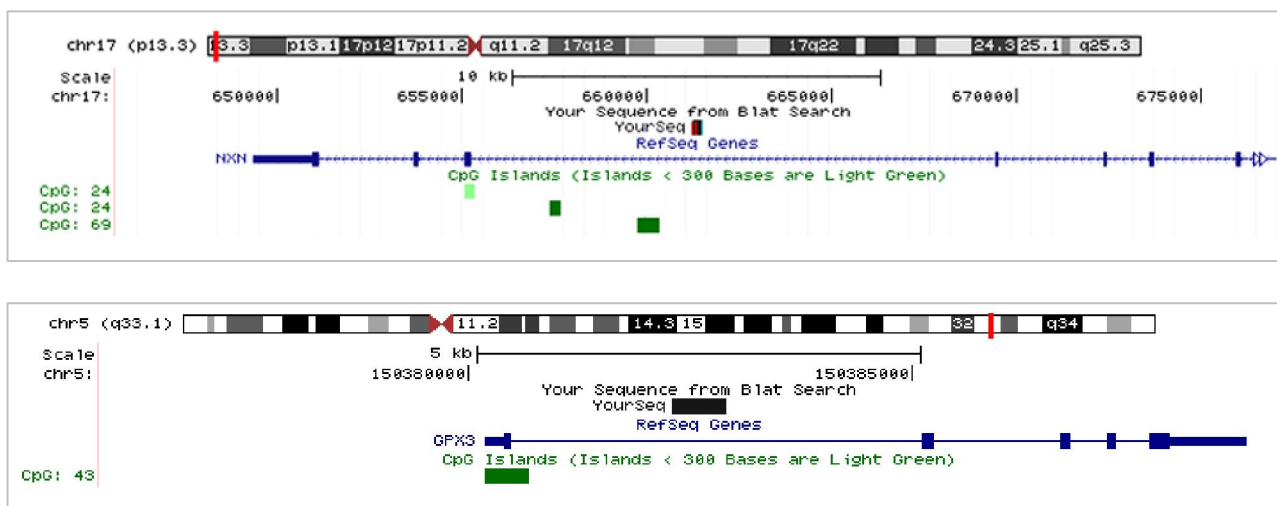 chr17 (p13.3) 13.3 p13.1 17p12 17p11.2 q11.2 17q12 17q22 24.3 25.1 q25.3
Scale 10 kb
chr17: 650000 655000 660000 665000 670000 675000
Your Sequence from Blat Search
YourSeq
RefSeq Genes
NXN
CpG Islands (Islands < 300 Bases are Light Green)
CpG: 24
CpG: 24
CpG: 69
chr5 (q33.1) 11.2 14.3 15 32 q34
Scale 5 kb
chr5: 150380000 150385000
Your Sequence from Blat Search
YourSeq
RefSeq Genes
GPX3
CpG Islands (Islands < 300 Bases are Light Green)
CpG: 43